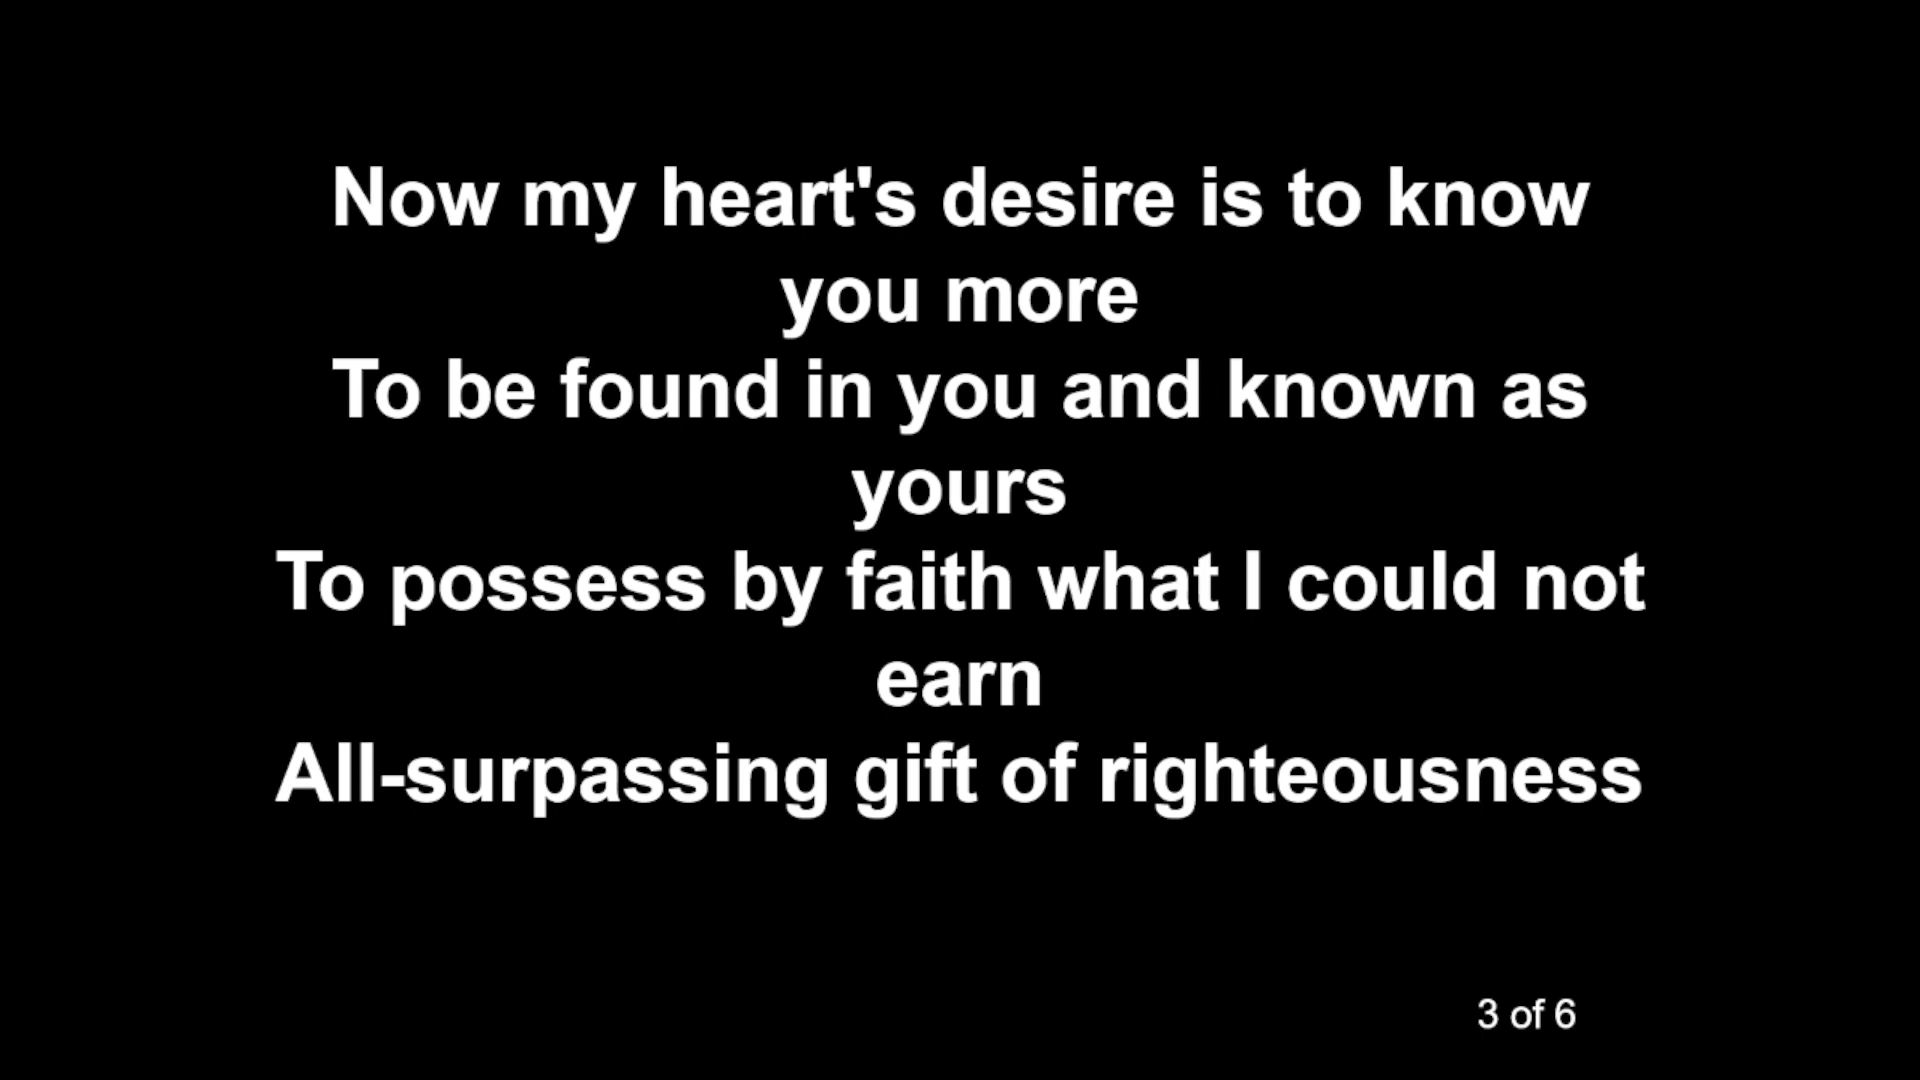 Now my heart's desire is to know
you more
To be found in you and known as
yours
To possess by faith what I could not
earn
All-surpassing gift of righteousness
3 of 6